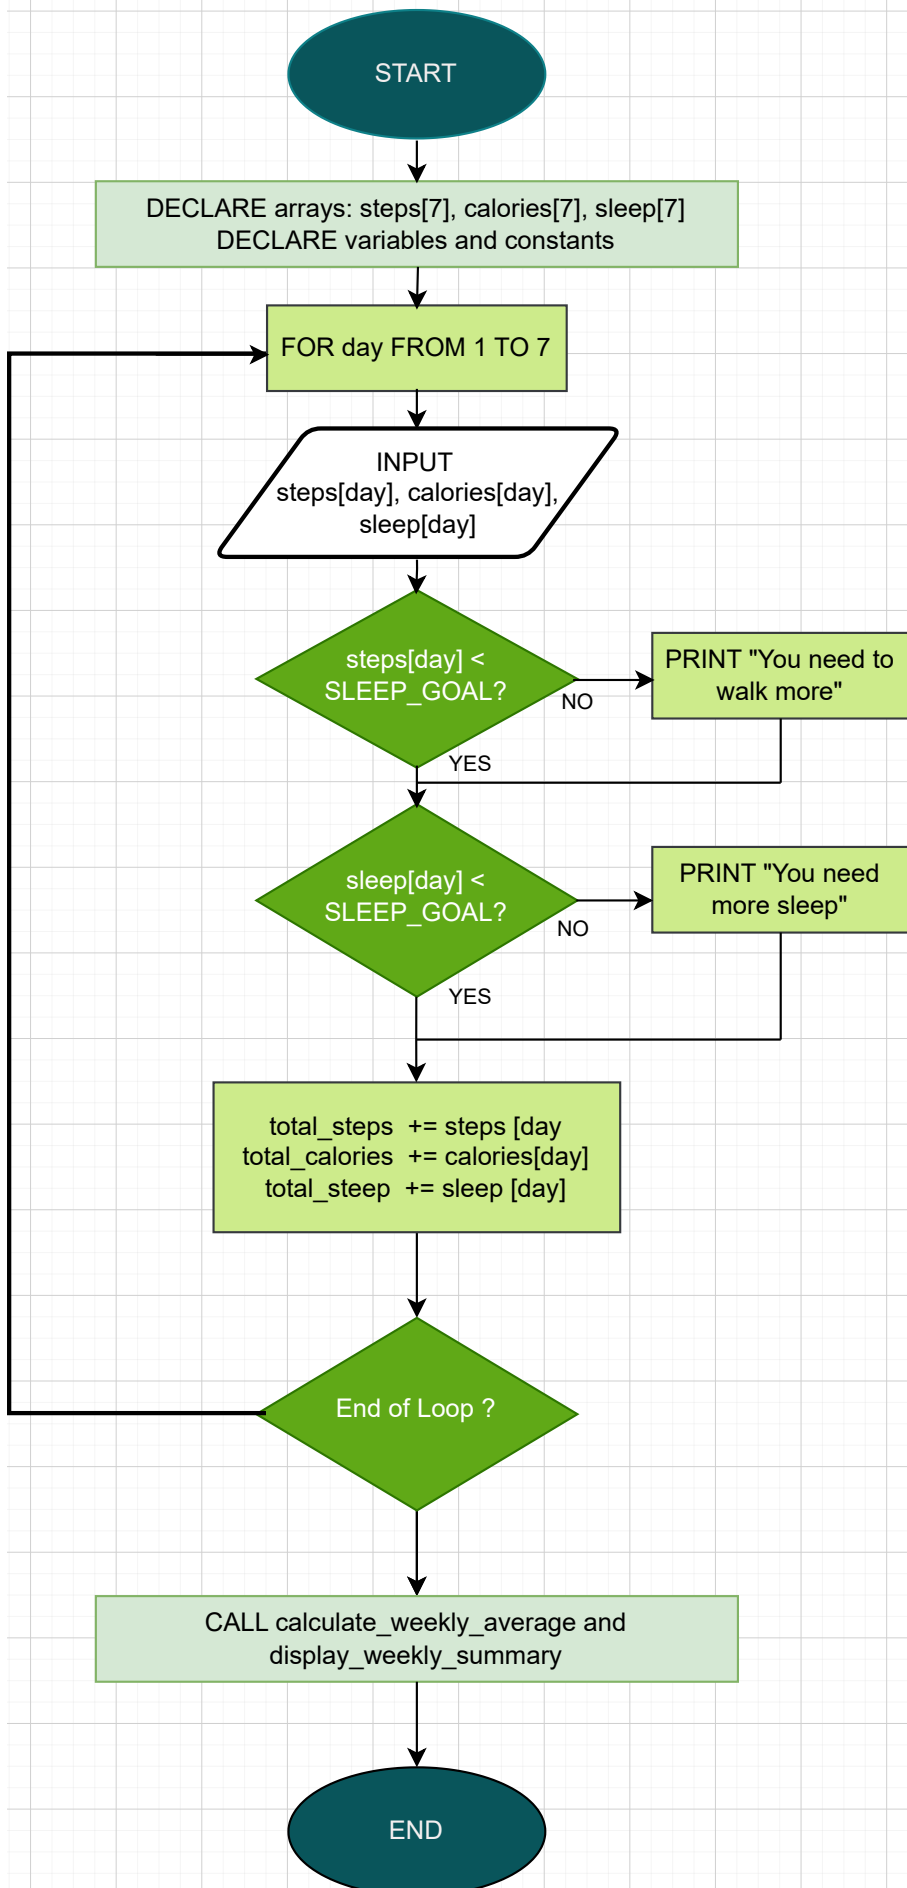 START
DECLARE arrays: steps[7], calories[7], sleep[7]
DECLARE variables and constants
FOR day FROM 1 TO 7
INPUT
steps[day], calories[day],
sleep[day]
steps[day] <
SLEEP_GOAL?
NO
PRINT "You need to
walk more"
YES
sleep[day] <
SLEEP_GOAL?
NO
PRINT "You need
more sleep"
YES
total_steps += steps [day
total_calories += calories[day]
total_steep += sleep [day]
End of Loop ?
CALL calculate_weekly_average and
display_weekly_summary
END